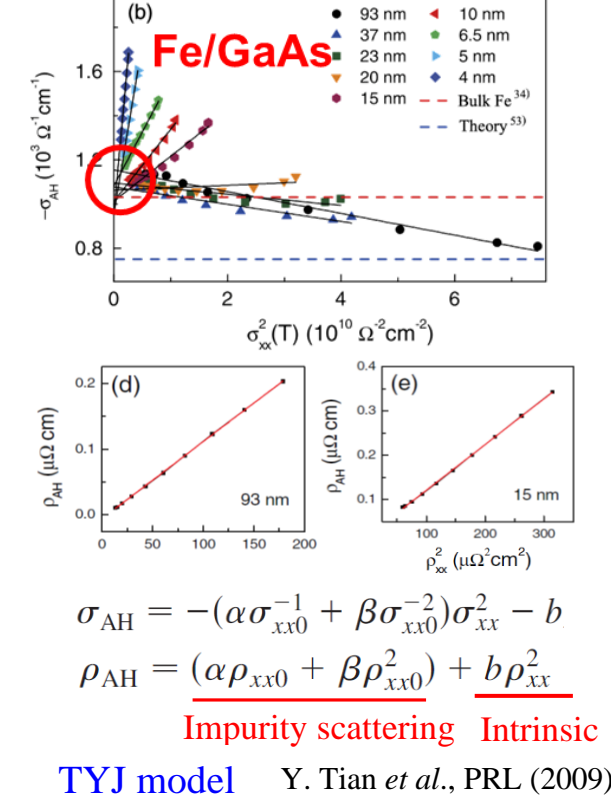 (b)
Fe/GaAs
93 nm
37 nm
23 nm
20 nm
15 nm
10 nm
6.5 nm
5 nm
4 nm
Bulk Fe 34)
Theory 53)
−σAH (10³ Ω⁻¹cm⁻¹)
1.6
0.8
0 2 4 6
σ²xx(T) (10¹⁰ Ω⁻²cm⁻²)
(d)
ρAH (μΩ cm)
0.2
0.1
0.0
93 nm
0 50 100 150 200
(e)
ρAH (μΩ cm)
0.4
0.3
0.2
0.1
15 nm
100 200 300
ρ²xx (μΩ²cm²)
σAH = −(ασ⁻¹xx0 + βσ⁻²xx0)σ²xx − b
ρAH = (αρxx0 + βρ²xx0) + bρ²xx
Impurity scattering Intrinsic
TYJ model Y. Tian et al., PRL (2009)